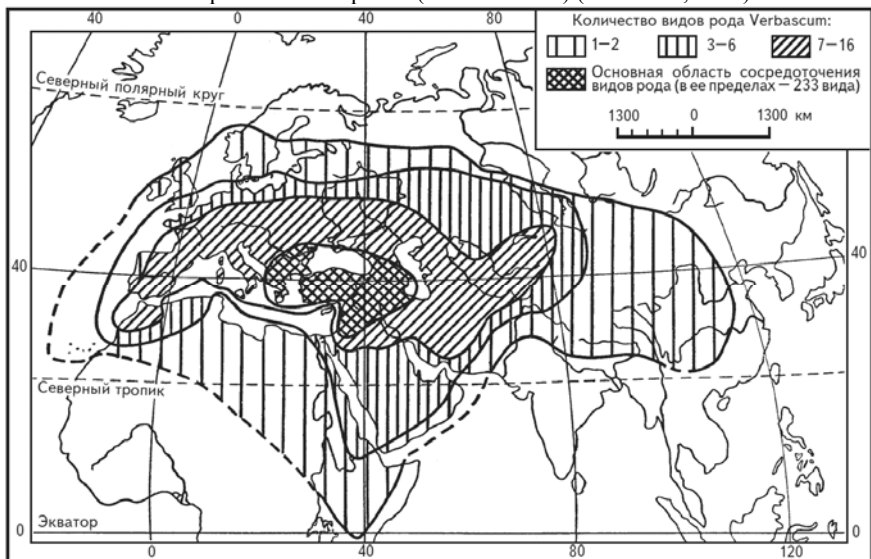 40 0 40 80
Количество видов рода Verbascum:
1–2 3–6 7–16
Основная область сосредоточения
видов рода (в ее пределах – 233 вида)
1300 0 1300 км
Северный полярный круг
40 40
Северный тропик
0 Экватор 0
0 40 80 120